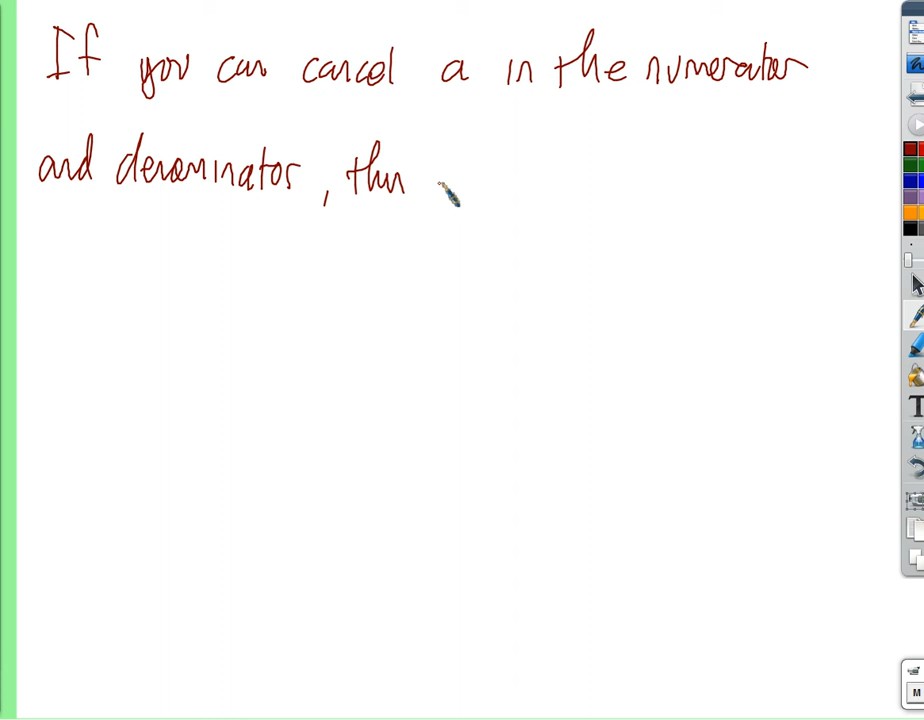 If you can cancel a in the numerator
and denominator, then
T
M